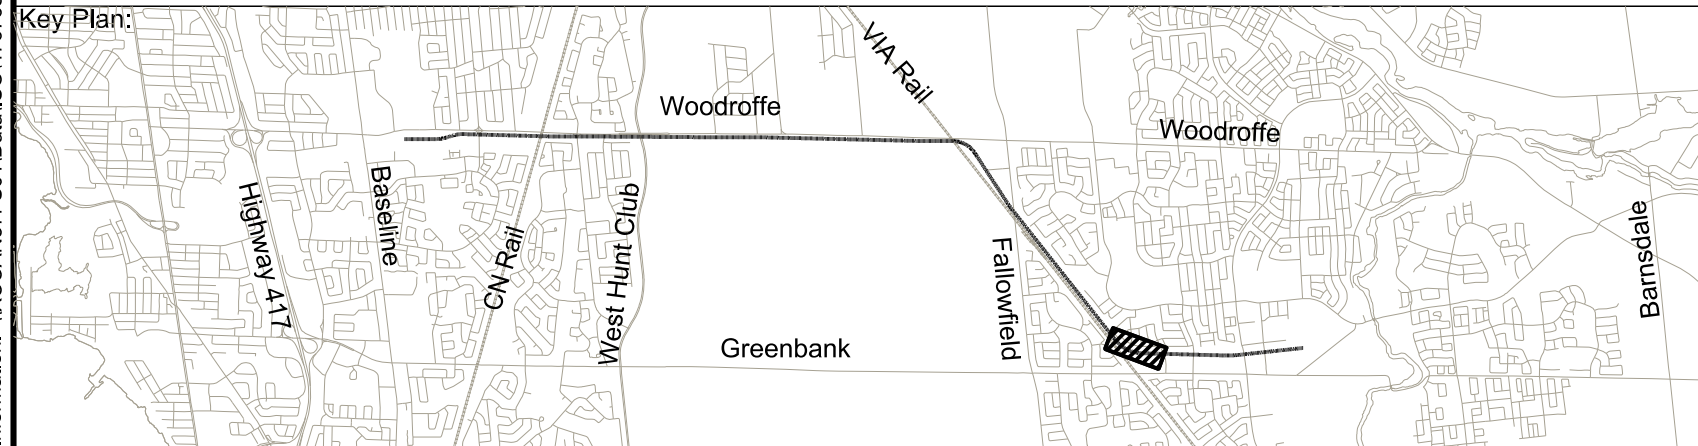 Key Plan:
VIA Rail
Woodroffe
Woodroffe
Baseline
Highway 417
West Hunt Club
CN Rail
Fallowfield
Barnsdale
Greenbank